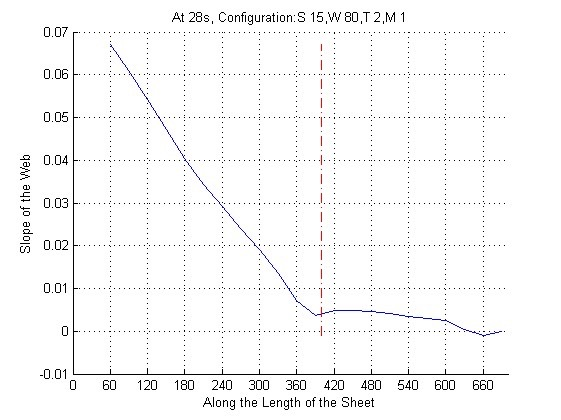 At 28s, Configuration:S 15,W 80,T 2,M 1
0.07
0.06
0.05
0.04
0.03
0.02
0.01
0
-0.01
Slope of the Web
0 60 120 180 240 300 360 420 480 540 600 660
Along the Length of the Sheet